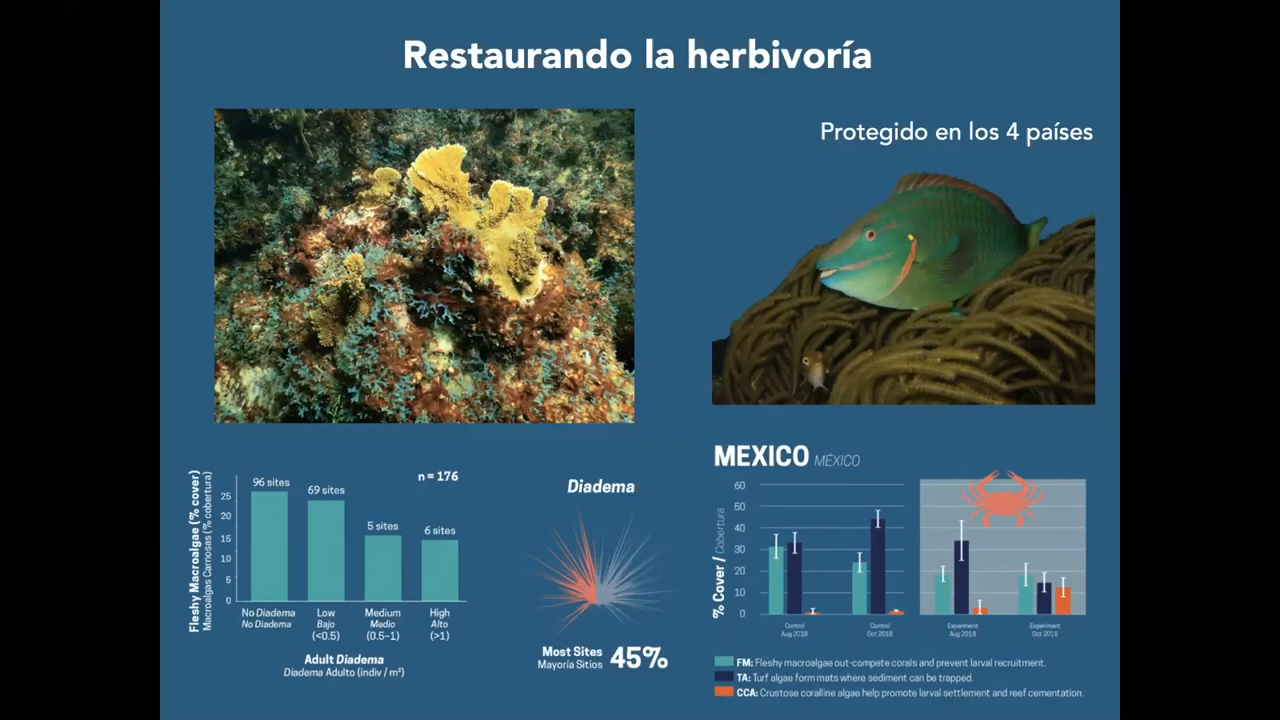 Restaurando la herbivoría
Protegido en los 4 países
Fleshy Macroalgae (% cover)
Macroalgas Carnosas (% cobertura)
25
20
15
10
5
0
n = 176
96 sites
69 sites
5 sites
6 sites
No Diadema
No Diadema
Low
Bajo
(<0.5)
Medium
Medio
(0.5–1)
High
Alto
(>1)
Adult Diadema
Diadema Adulto (indiv / m²)
Diadema
Most Sites
Mayoría Sitios
45%
MEXICO MÉXICO
% Cover / Cobertura
60
50
40
30
20
10
0
Control
Aug 2018
Control
Oct 2018
Experiment
Aug 2018
Experiment
Oct 2018
FM: Fleshy macroalgae out-compete corals and prevent larval recruitment.
TA: Turf algae form mats where sediment can be trapped.
CCA: Crustose coralline algae help promote larval settlement and reef cementation.